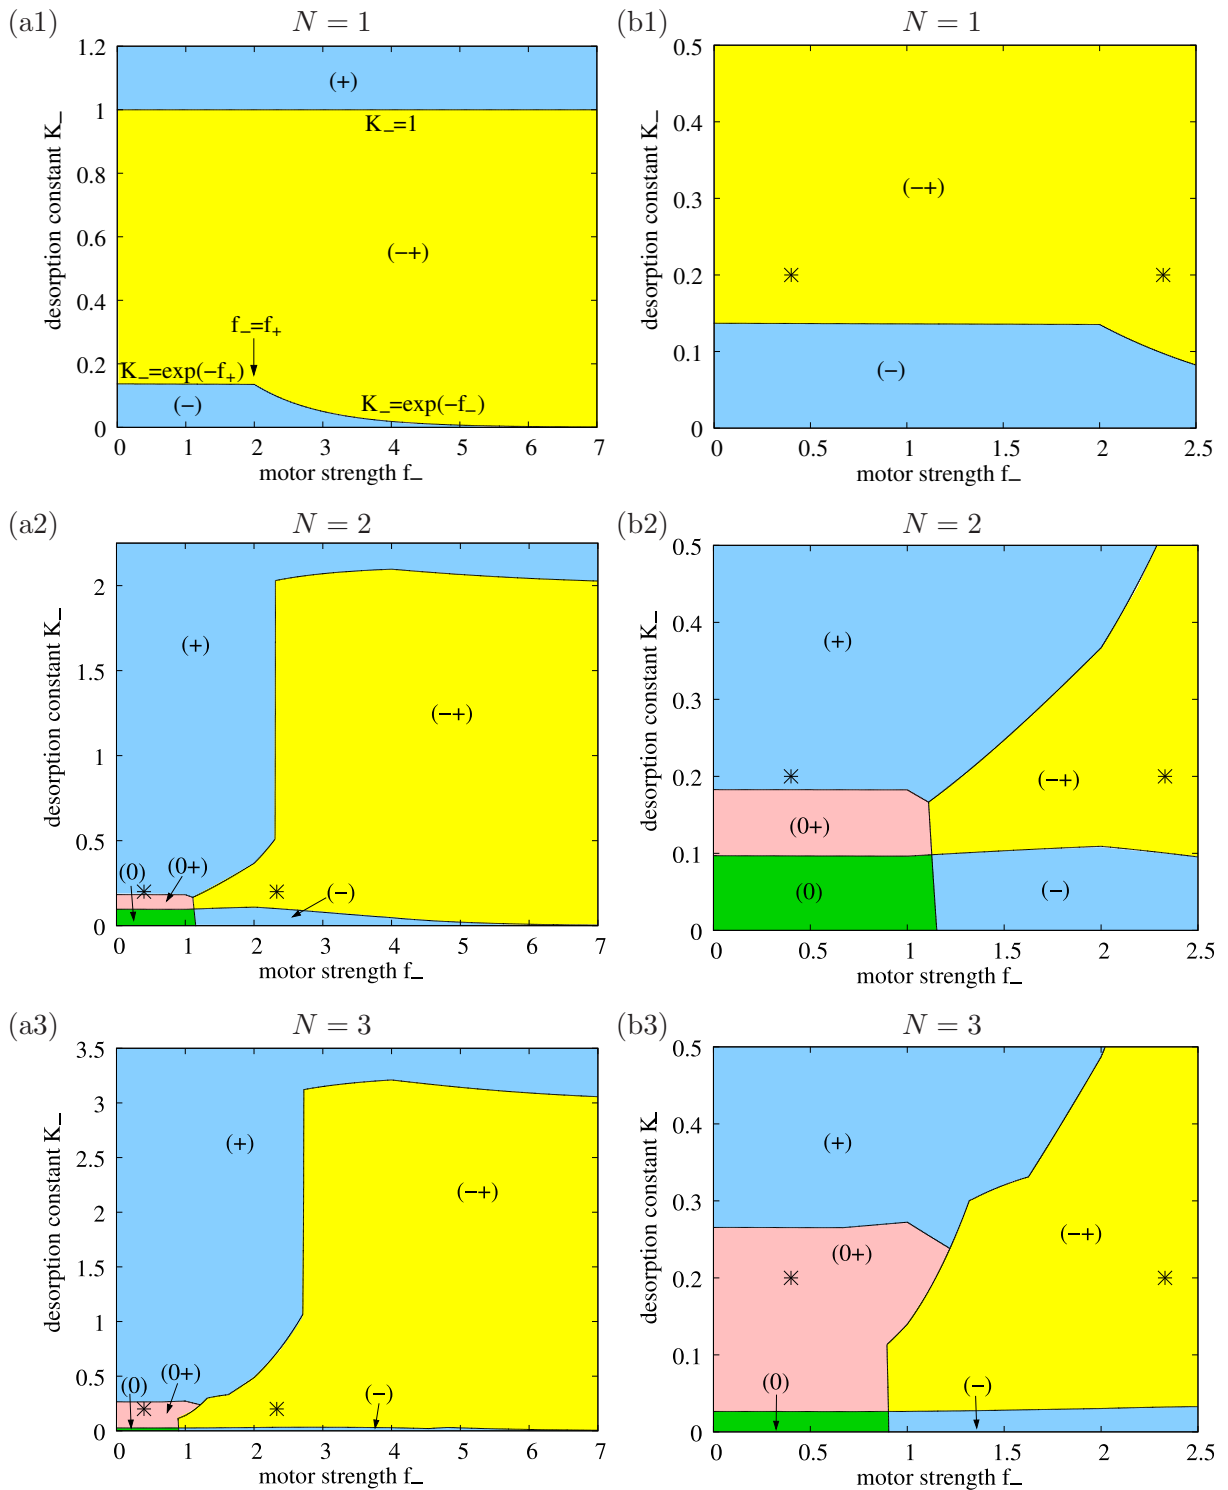 (a1) N = 1
1.2
1
0.8
0.6
0.4
0.2
0
desorption constant K_
(+)
K_=1
(−+)
f_=f+
K_=exp(−f+)
(−)
K_=exp(−f_)
0 1 2 3 4 5 6 7
motor strength f_
(b1) N = 1
0.5
0.4
0.3
0.2
0.1
0
desorption constant K_
(−+)
(−)
0 0.5 1 1.5 2 2.5
motor strength f_
(a2) N = 2
2
1.5
1
0.5
0
desorption constant K_
(+)
(−+)
(0) (0+)
(−)
0 1 2 3 4 5 6 7
motor strength f_
(b2) N = 2
0.5
0.4
0.3
0.2
0.1
0
desorption constant K_
(+)
(−+)
(0+)
(0)
(−)
0 0.5 1 1.5 2 2.5
motor strength f_
(a3) N = 3
3.5
3
2.5
2
1.5
1
0.5
0
desorption constant K_
(+)
(−+)
(0) (0+)
(−)
0 1 2 3 4 5 6 7
motor strength f_
(b3) N = 3
0.5
0.4
0.3
0.2
0.1
0
desorption constant K_
(+)
(−+)
(0+)
(0)
(−)
0 0.5 1 1.5 2 2.5
motor strength f_